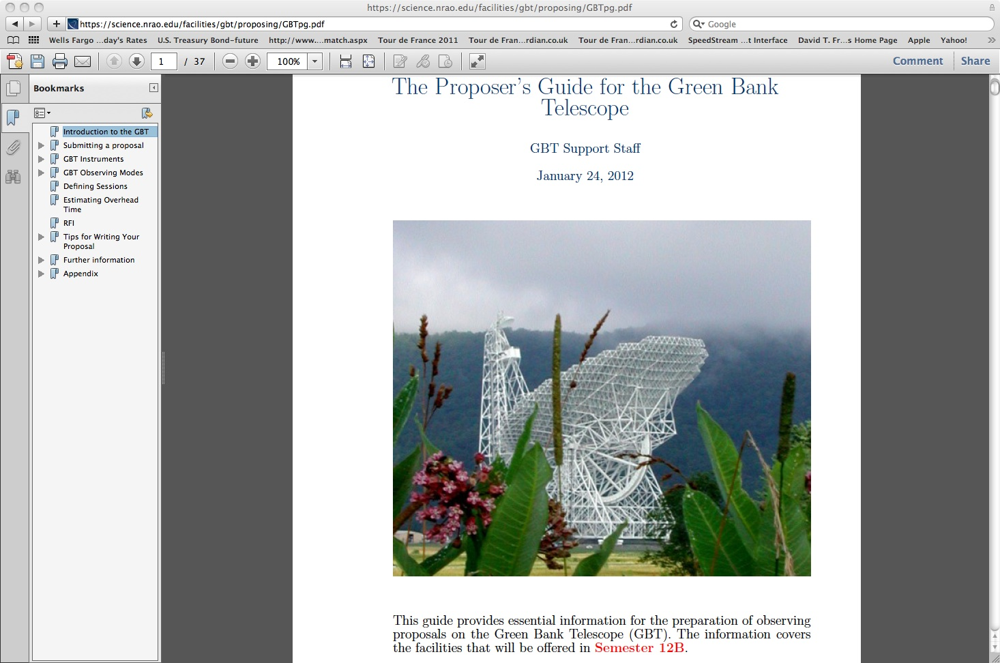 https://science.nrao.edu/facilities/gbt/proposing/GBTpg.pdf
https://science.nrao.edu/facilities/gbt/proposing/GBTpg.pdf
Google
Wells Fargo ...day's Rates U.S. Treasury Bond-future http://www....match.aspx Tour de France 2011 Tour de Fran...rdian.co.uk Tour de Fran...rdian.co.uk SpeedStream ...t Interface David T. Fr...s Home Page Apple Yahoo!
1 / 37 100% Comment Share
Bookmarks
Introduction to the GBT
Submitting a proposal
GBT Instruments
GBT Observing Modes
Defining Sessions
Estimating Overhead
Time
RFI
Tips for Writing Your
Proposal
Further information
Appendix
The Proposer's Guide for the Green Bank
Telescope
GBT Support Staff
January 24, 2012
This guide provides essential information for the preparation of observing
proposals on the Green Bank Telescope (GBT). The information covers
the facilities that will be offered in Semester 12B.